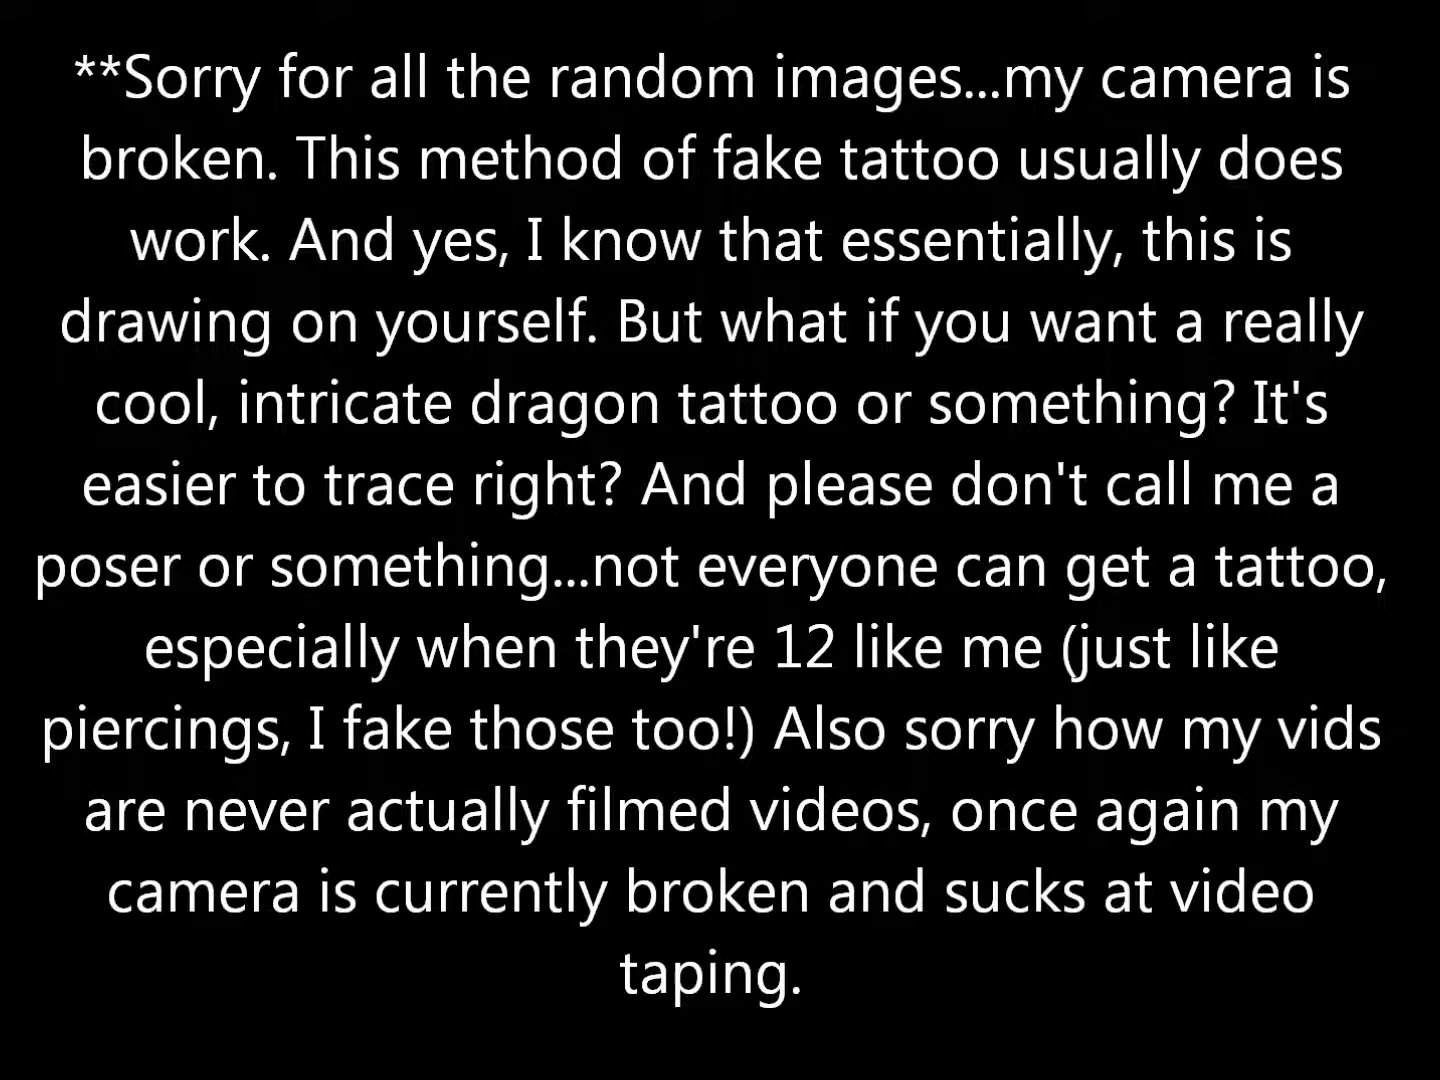 **Sorry for all the random images...my camera is
broken. This method of fake tattoo usually does
work. And yes, I know that essentially, this is
drawing on yourself. But what if you want a really
cool, intricate dragon tattoo or something? It's
easier to trace right? And please don't call me a
poser or something...not everyone can get a tattoo,
especially when they're 12 like me (just like
piercings, I fake those too!) Also sorry how my vids
are never actually filmed videos, once again my
camera is currently broken and sucks at video
taping.